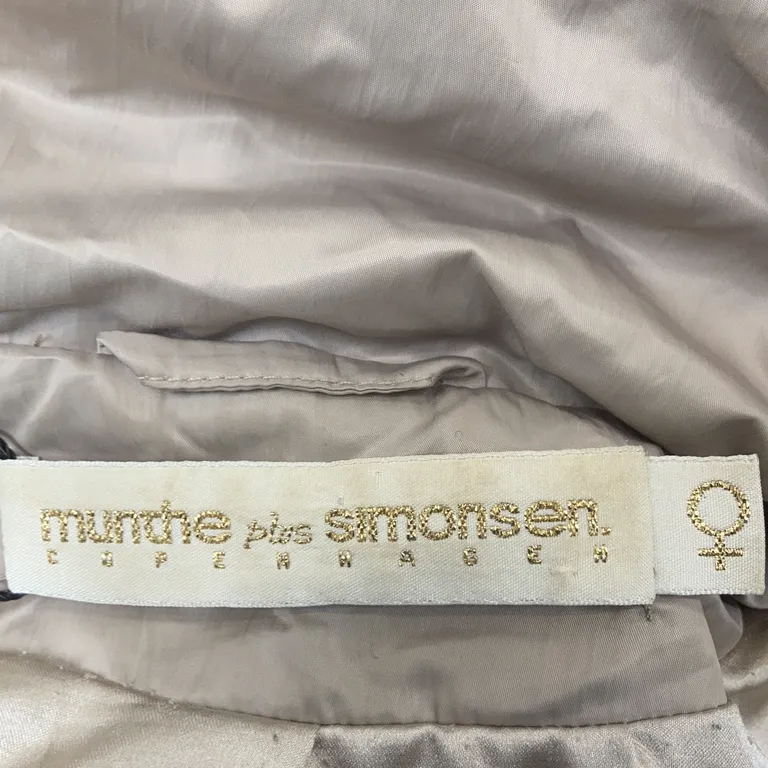 munthe plus simonsen.
COPENHAGEN
♀